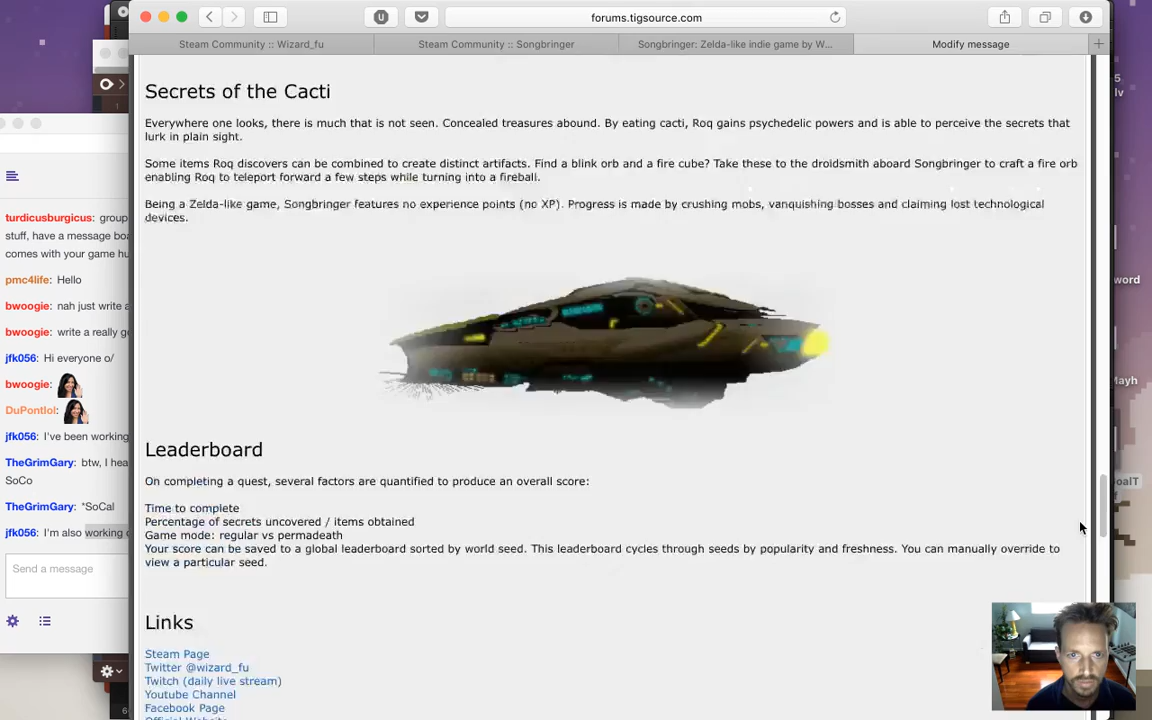 forums.tigsource.com
Steam Community :: Wizard_fu
Steam Community :: Songbringer
Songbringer: Zelda-like indie game by W...
Modify message
Secrets of the Cacti
Everywhere one looks, there is much that is not seen. Concealed treasures abound. By eating cacti, Roq gains psychedelic powers and is able to perceive the secrets that
lurk in plain sight.
Some items Roq discovers can be combined to create distinct artifacts. Find a blink orb and a fire cube? Take these to the droidsmith aboard Songbringer to craft a fire orb
enabling Roq to teleport forward a few steps while turning into a fireball.
Being a Zelda-like game, Songbringer features no experience points (no XP). Progress is made by crushing mobs, vanquishing bosses and claiming lost technological
devices.
Leaderboard
On completing a quest, several factors are quantified to produce an overall score:
Time to complete
Percentage of secrets uncovered / items obtained
Game mode: regular vs permadeath
Your score can be saved to a global leaderboard sorted by world seed. This leaderboard cycles through seeds by popularity and freshness. You can manually override to
view a particular seed.
Links
Steam Page
Twitter @wizard_fu
Twitch (daily live stream)
Youtube Channel
Facebook Page
Official Website
turdicusburgicus: group
stuff, have a message boa
comes with your game hu
pmc4life: Hello
bwoogie: nah just write a
bwoogie: write a really go
jfk056: Hi everyone o/
bwoogie:
DuPontlol:
jfk056: I've been working
TheGrimGary: btw, I hea
SoCo
TheGrimGary: *SoCal
jfk056: I'm also working o
Send a message